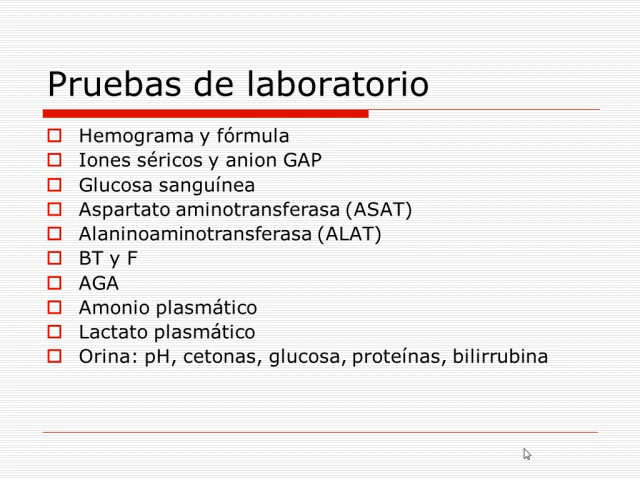 Pruebas de laboratorio
Hemograma y fórmula
Iones séricos y anion GAP
Glucosa sanguínea
Aspartato aminotransferasa (ASAT)
Alaninoaminotransferasa (ALAT)
BT y F
AGA
Amonio plasmático
Lactato plasmático
Orina: pH, cetonas, glucosa, proteínas, bilirrubina